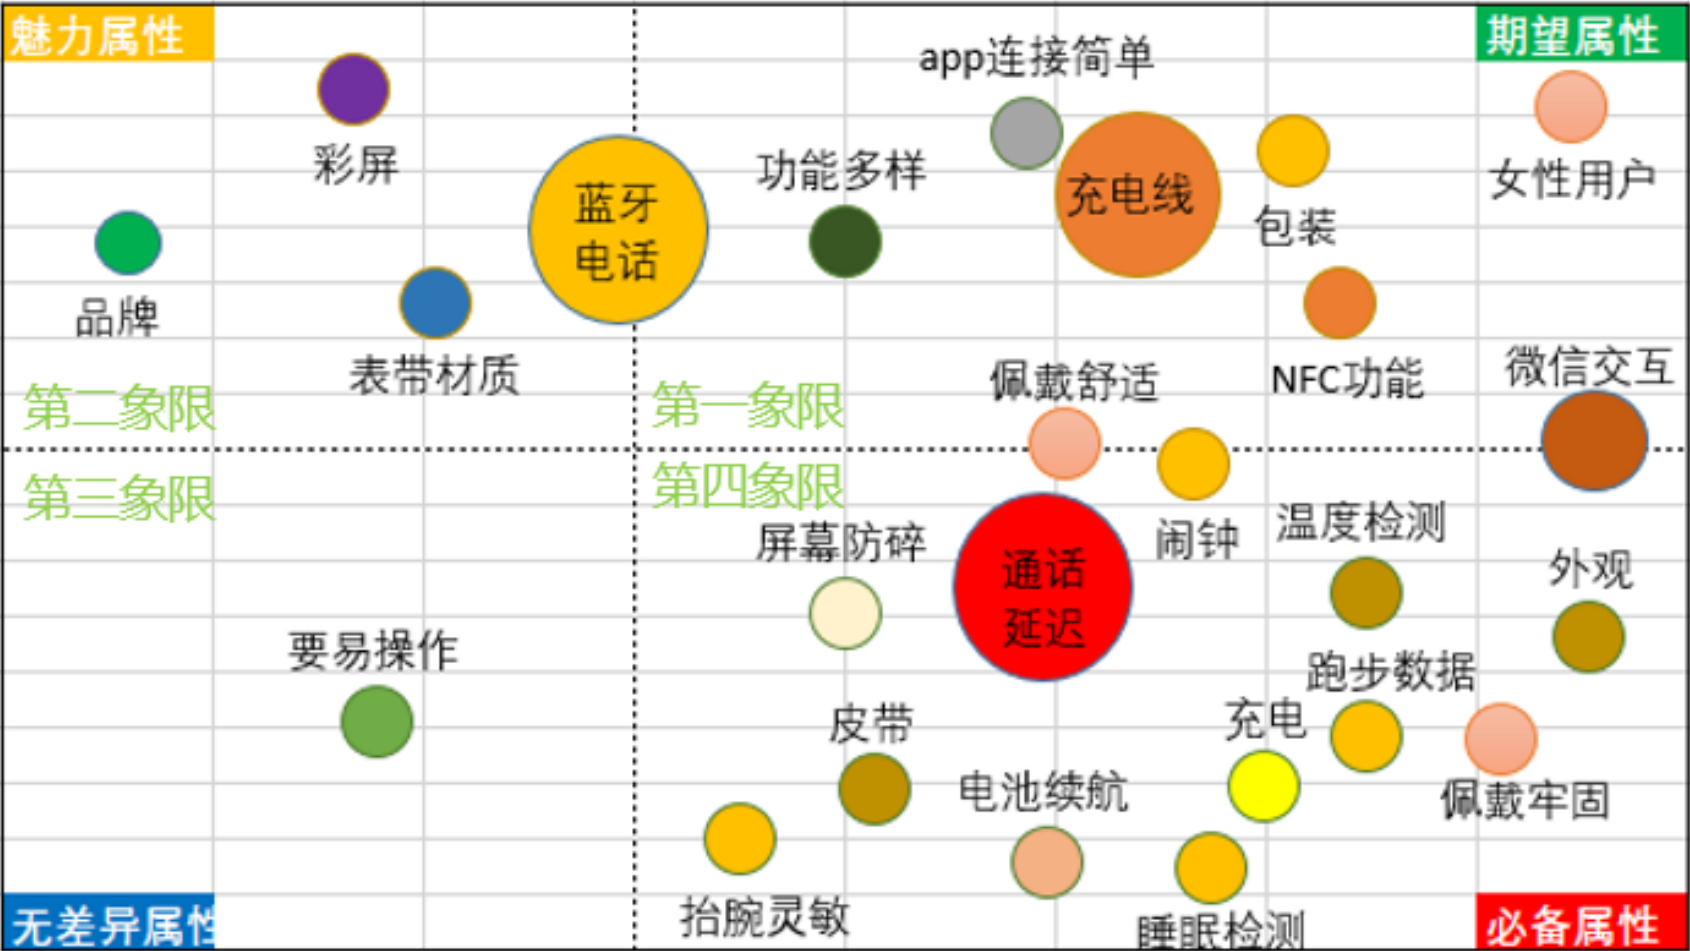 魅力属性
期望属性
app连接简单
彩屏
功能多样
蓝牙
电话
充电线
包装
女性用户
品牌
表带材质
佩戴舒适
NFC功能
微信交互
第二象限
第一象限
第三象限
第四象限
屏幕防碎
闹钟
温度检测
外观
通话
延迟
要易操作
跑步数据
皮带
充电
电池续航
佩戴牢固
抬腕灵敏
睡眠检测
无差异属性
必备属性